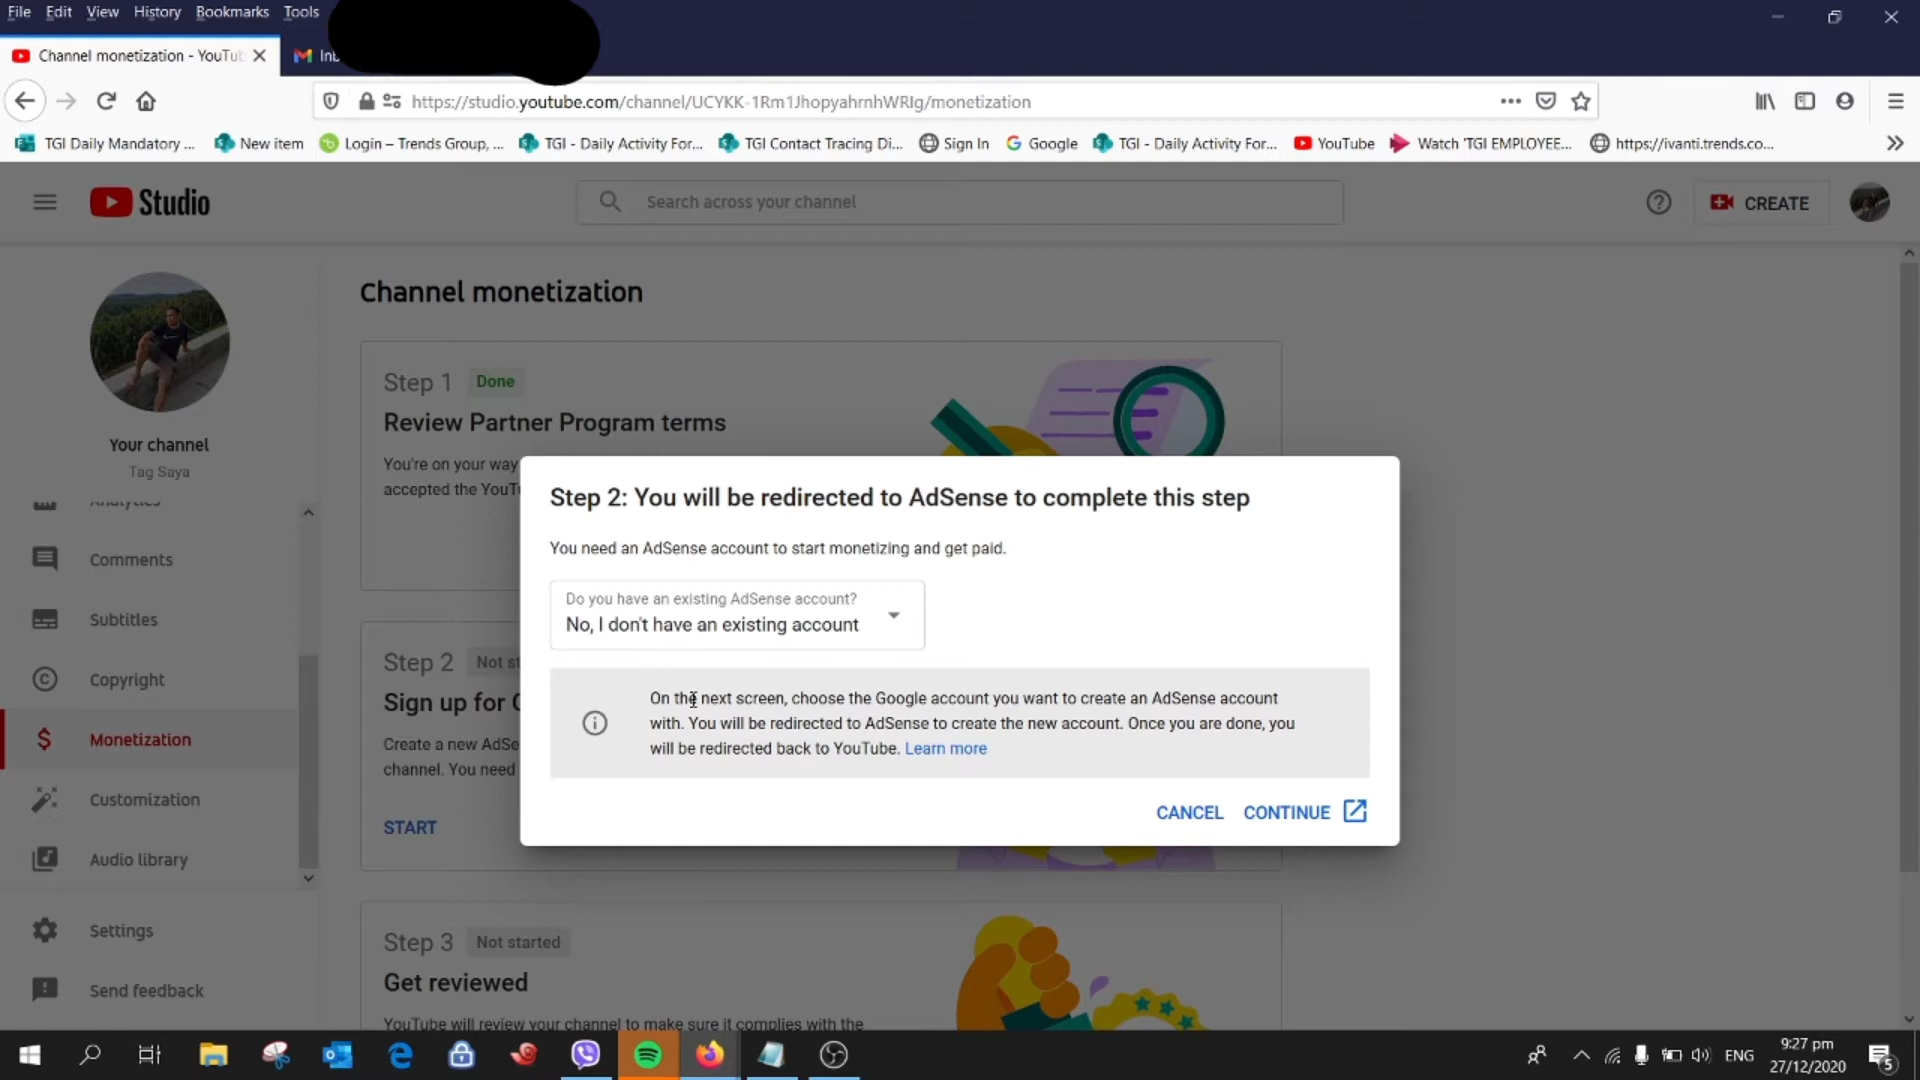 File Edit View History Bookmarks Tools
Channel monetization - YouTub
Inb
https://studio.youtube.com/channel/UCYKK-1Rm1JhopyahrnhWRIg/monetization
TGI Daily Mandatory ... New item Login – Trends Group, ... TGI - Daily Activity For... TGI Contact Tracing Di... Sign In Google TGI - Daily Activity For... YouTube Watch 'TGI EMPLOYEE... https://ivanti.trends.co...
Studio
Search across your channel
CREATE
Your channel
Tag Saya
Analytics
Comments
Subtitles
Copyright
Monetization
Customization
Audio library
Settings
Send feedback
Channel monetization
Step 1 Done
Review Partner Program terms
You're on your way
accepted the YouT
Step 2 Not st
Sign up for G
Create a new AdSe
channel. You need
START
Step 3 Not started
Get reviewed
YouTube will review your channel to make sure it complies with the
Step 2: You will be redirected to AdSense to complete this step
You need an AdSense account to start monetizing and get paid.
Do you have an existing AdSense account?
No, I don't have an existing account
On the next screen, choose the Google account you want to create an AdSense account
with. You will be redirected to AdSense to create the new account. Once you are done, you
will be redirected back to YouTube. Learn more
CANCEL CONTINUE
ENG
9:27 pm
27/12/2020
5